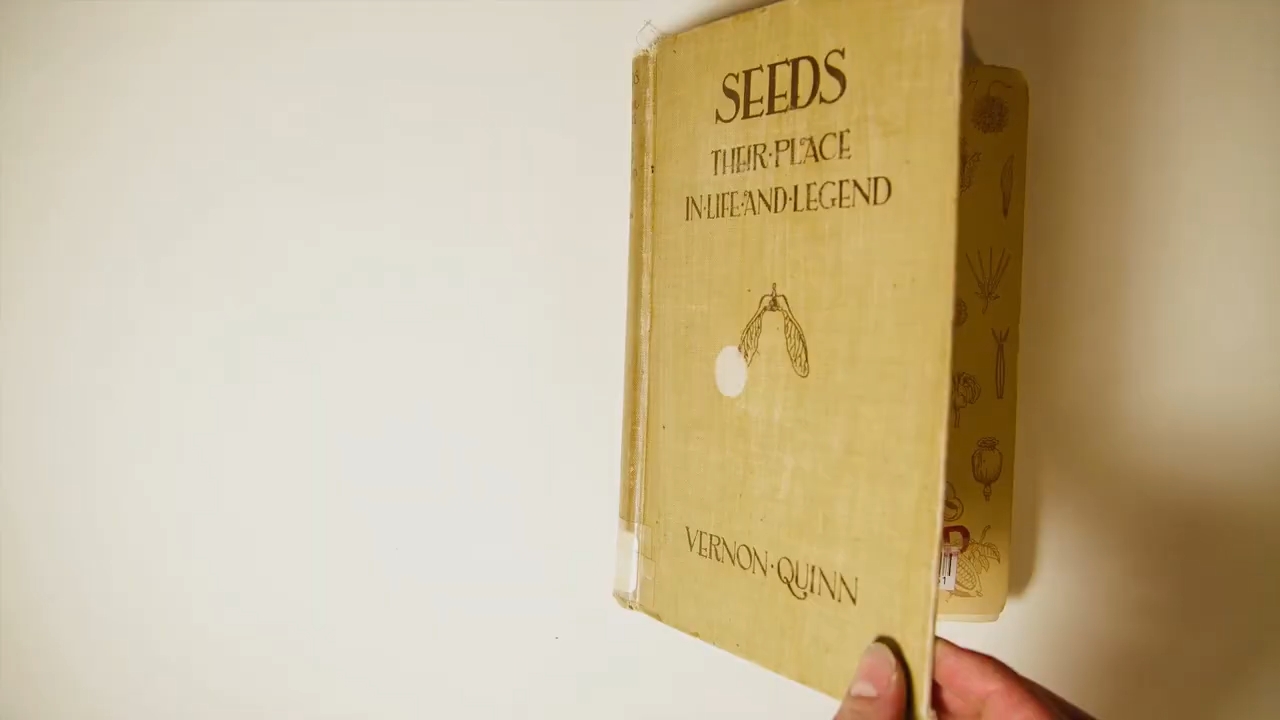 SEEDS
THEIR·PLACE
IN·LIFE·AND·LEGEND
VERNON·QUINN